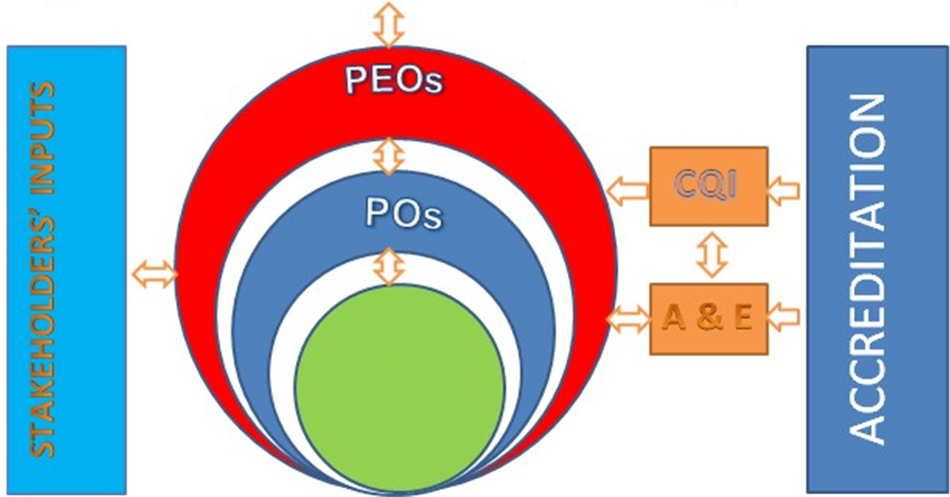 STAKEHOLDERS' INPUTS
PEOs
POs
CQI
A & E
ACCREDITATION